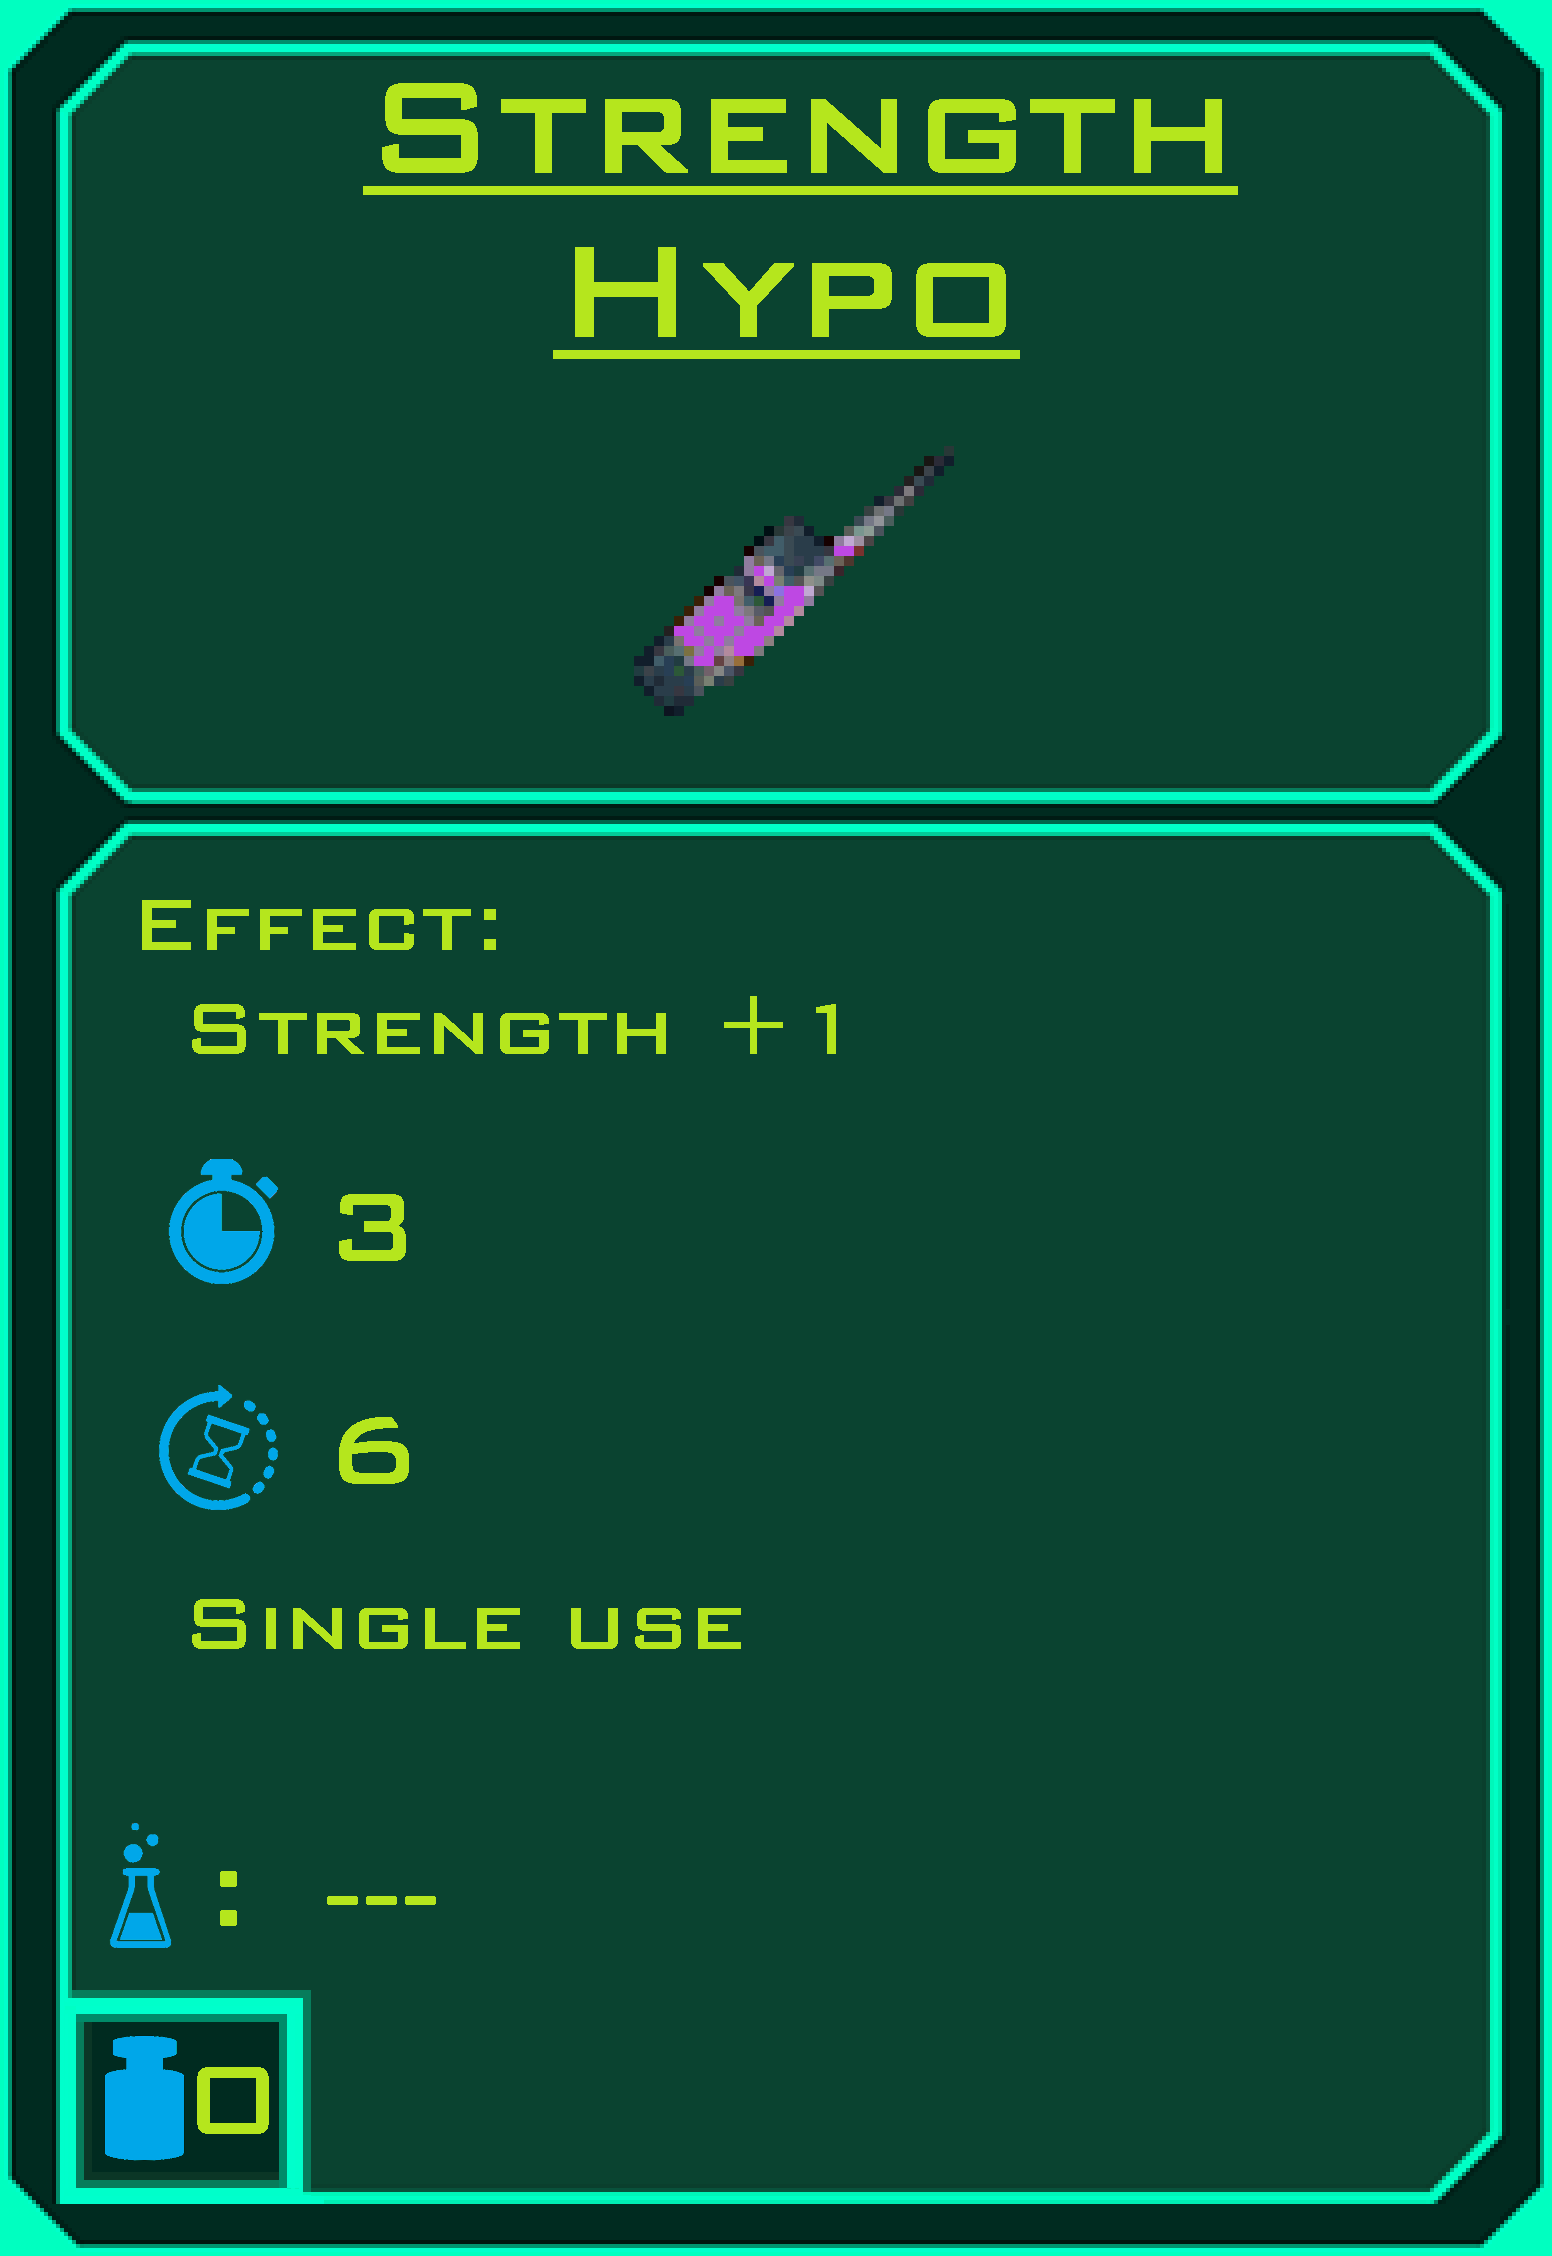 Strength
Hypo
Effect:
Strength +1
3
6
Single use
: ---
0